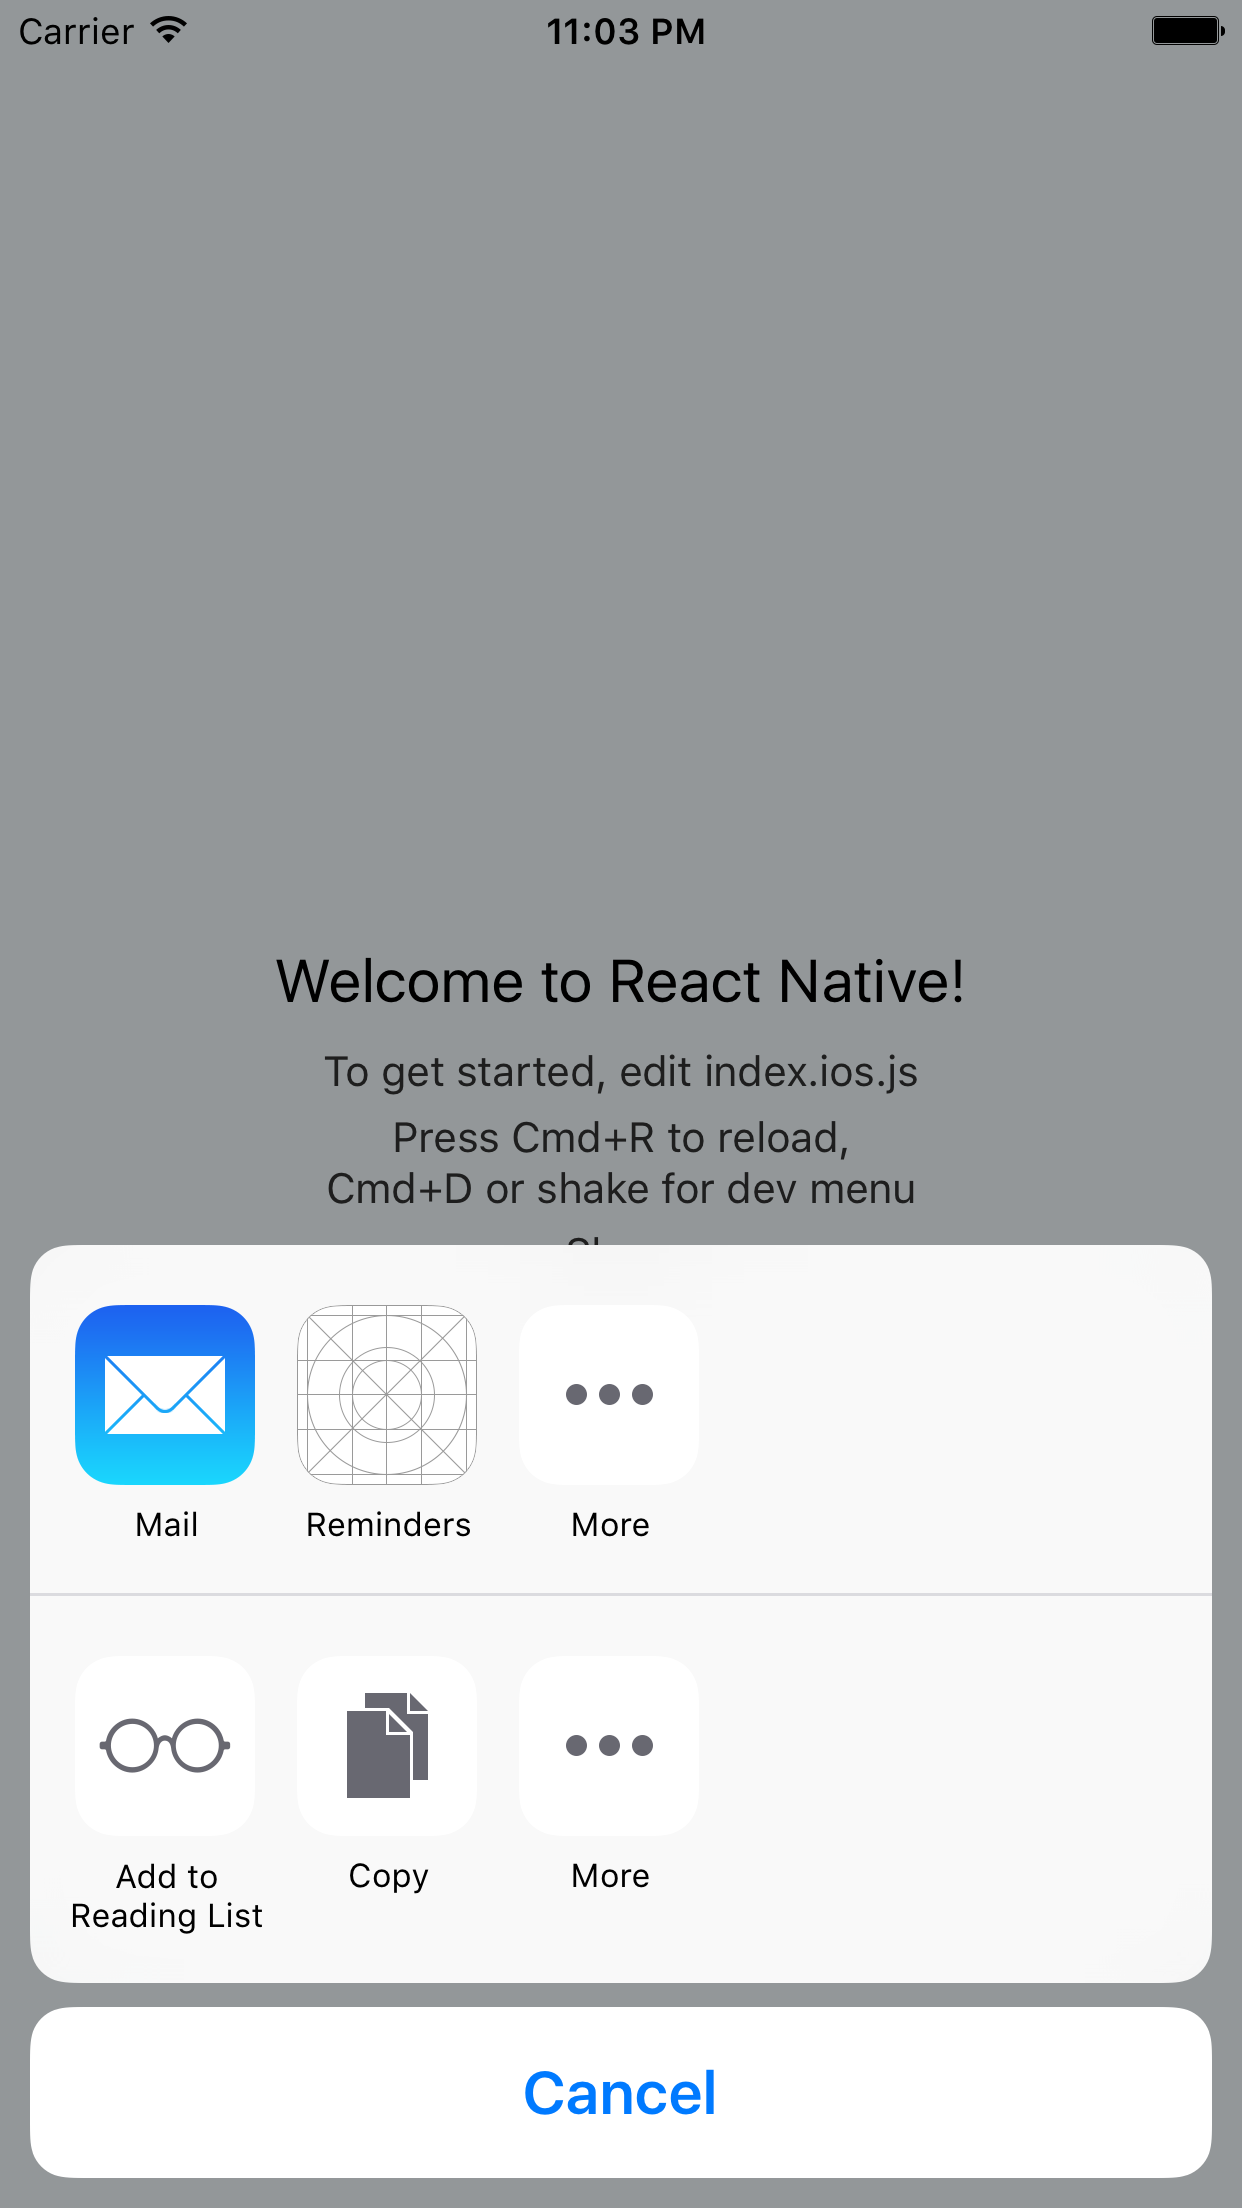 Carrier 11:03 PM
Welcome to React Native!
To get started, edit index.ios.js
Press Cmd+R to reload,
Cmd+D or shake for dev menu
Mail Reminders More
Add to Copy More
Reading List
Cancel